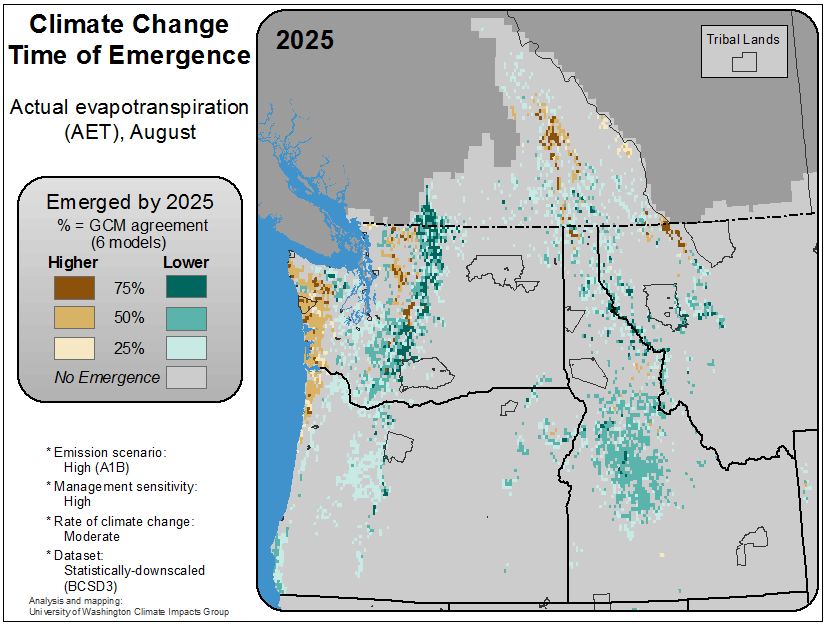 Climate Change
Time of Emergence
Actual evapotranspiration
(AET), August
Emerged by 2025
% = GCM agreement
(6 models)
Higher Lower
75%
50%
25%
No Emergence
* Emission scenario:
High (A1B)
* Management sensitivity:
High
* Rate of climate change:
Moderate
* Dataset:
Statistically-downscaled
(BCSD3)
Analysis and mapping:
University of Washington Climate Impacts Group
2025
Tribal Lands